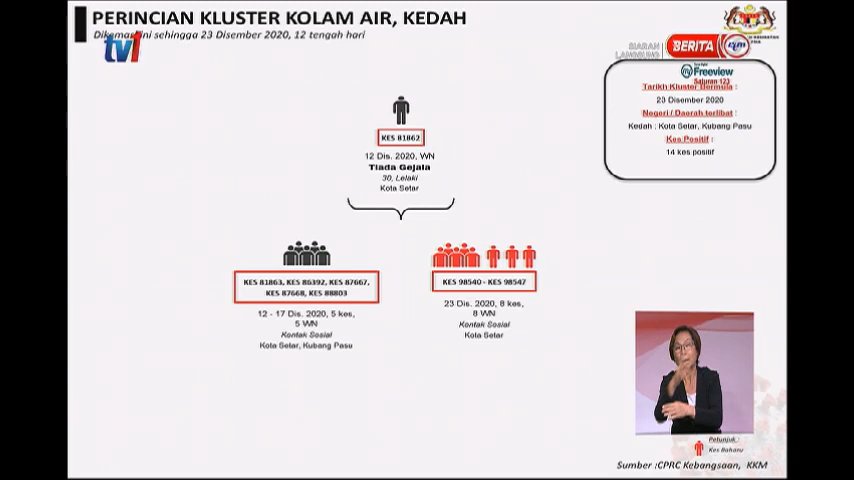 PERINCIAN KLUSTER KOLAM AIR, KEDAH
Dikemaskini sehingga 23 Disember 2020, 12 tengah hari
tv1
SIARAN
LANGSUNG
BERITA
Freeview
Saluran 123
Tarikh Kluster Bermula :
23 Disember 2020
Negeri / Daerah terlibat :
Kedah : Kota Setar, Kubang Pasu
Kes Positif :
14 kes positif
KES 81862
12 Dis. 2020, WN
Tiada Gejala
30, Lelaki
Kota Setar
KES 81863, KES 86392, KES 87667,
KES 87668, KES 88803
12 - 17 Dis. 2020, 5 kes,
5 WN
Kontak Sosial
Kota Setar, Kubang Pasu
KES 98540 - KES 98547
23 Dis. 2020, 8 kes,
8 WN
Kontak Sosial
Kota Setar
Petunjuk :
Kes Baharu
Sumber :CPRC Kebangsaan, KKM